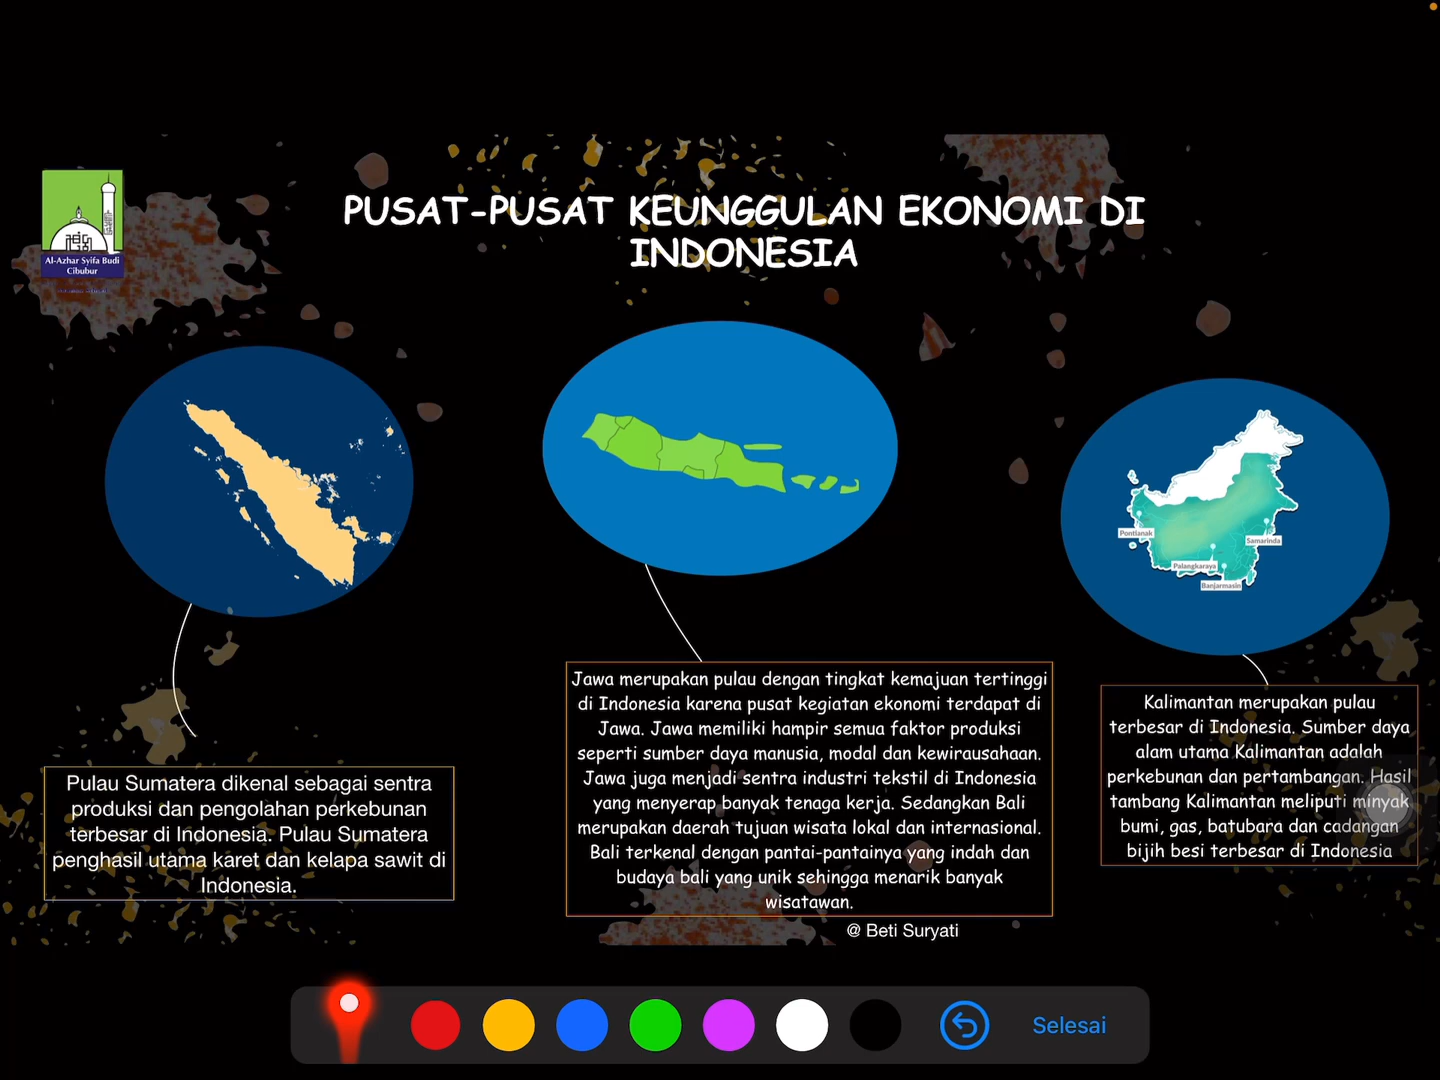 Al-Azhar Syifa Budi
Cibubur
PUSAT-PUSAT KEUNGGULAN EKONOMI DI
INDONESIA
Pontianak
Samarinda
Palangkaraya
Banjarmasin
Pulau Sumatera dikenal sebagai sentra
produksi dan pengolahan perkebunan
terbesar di Indonesia. Pulau Sumatera
penghasil utama karet dan kelapa sawit di
Indonesia.
Jawa merupakan pulau dengan tingkat kemajuan tertinggi
di Indonesia karena pusat kegiatan ekonomi terdapat di
Jawa. Jawa memiliki hampir semua faktor produksi
seperti sumber daya manusia, modal dan kewirausahaan.
Jawa juga menjadi sentra industri tekstil di Indonesia
yang menyerap banyak tenaga kerja. Sedangkan Bali
merupakan daerah tujuan wisata lokal dan internasional.
Bali terkenal dengan pantai-pantainya yang indah dan
budaya bali yang unik sehingga menarik banyak
wisatawan.
Kalimantan merupakan pulau
terbesar di Indonesia. Sumber daya
alam utama Kalimantan adalah
perkebunan dan pertambangan. Hasil
tambang Kalimantan meliputi minyak
bumi, gas, batubara dan cadangan
bijih besi terbesar di Indonesia
@ Beti Suryati
Selesai